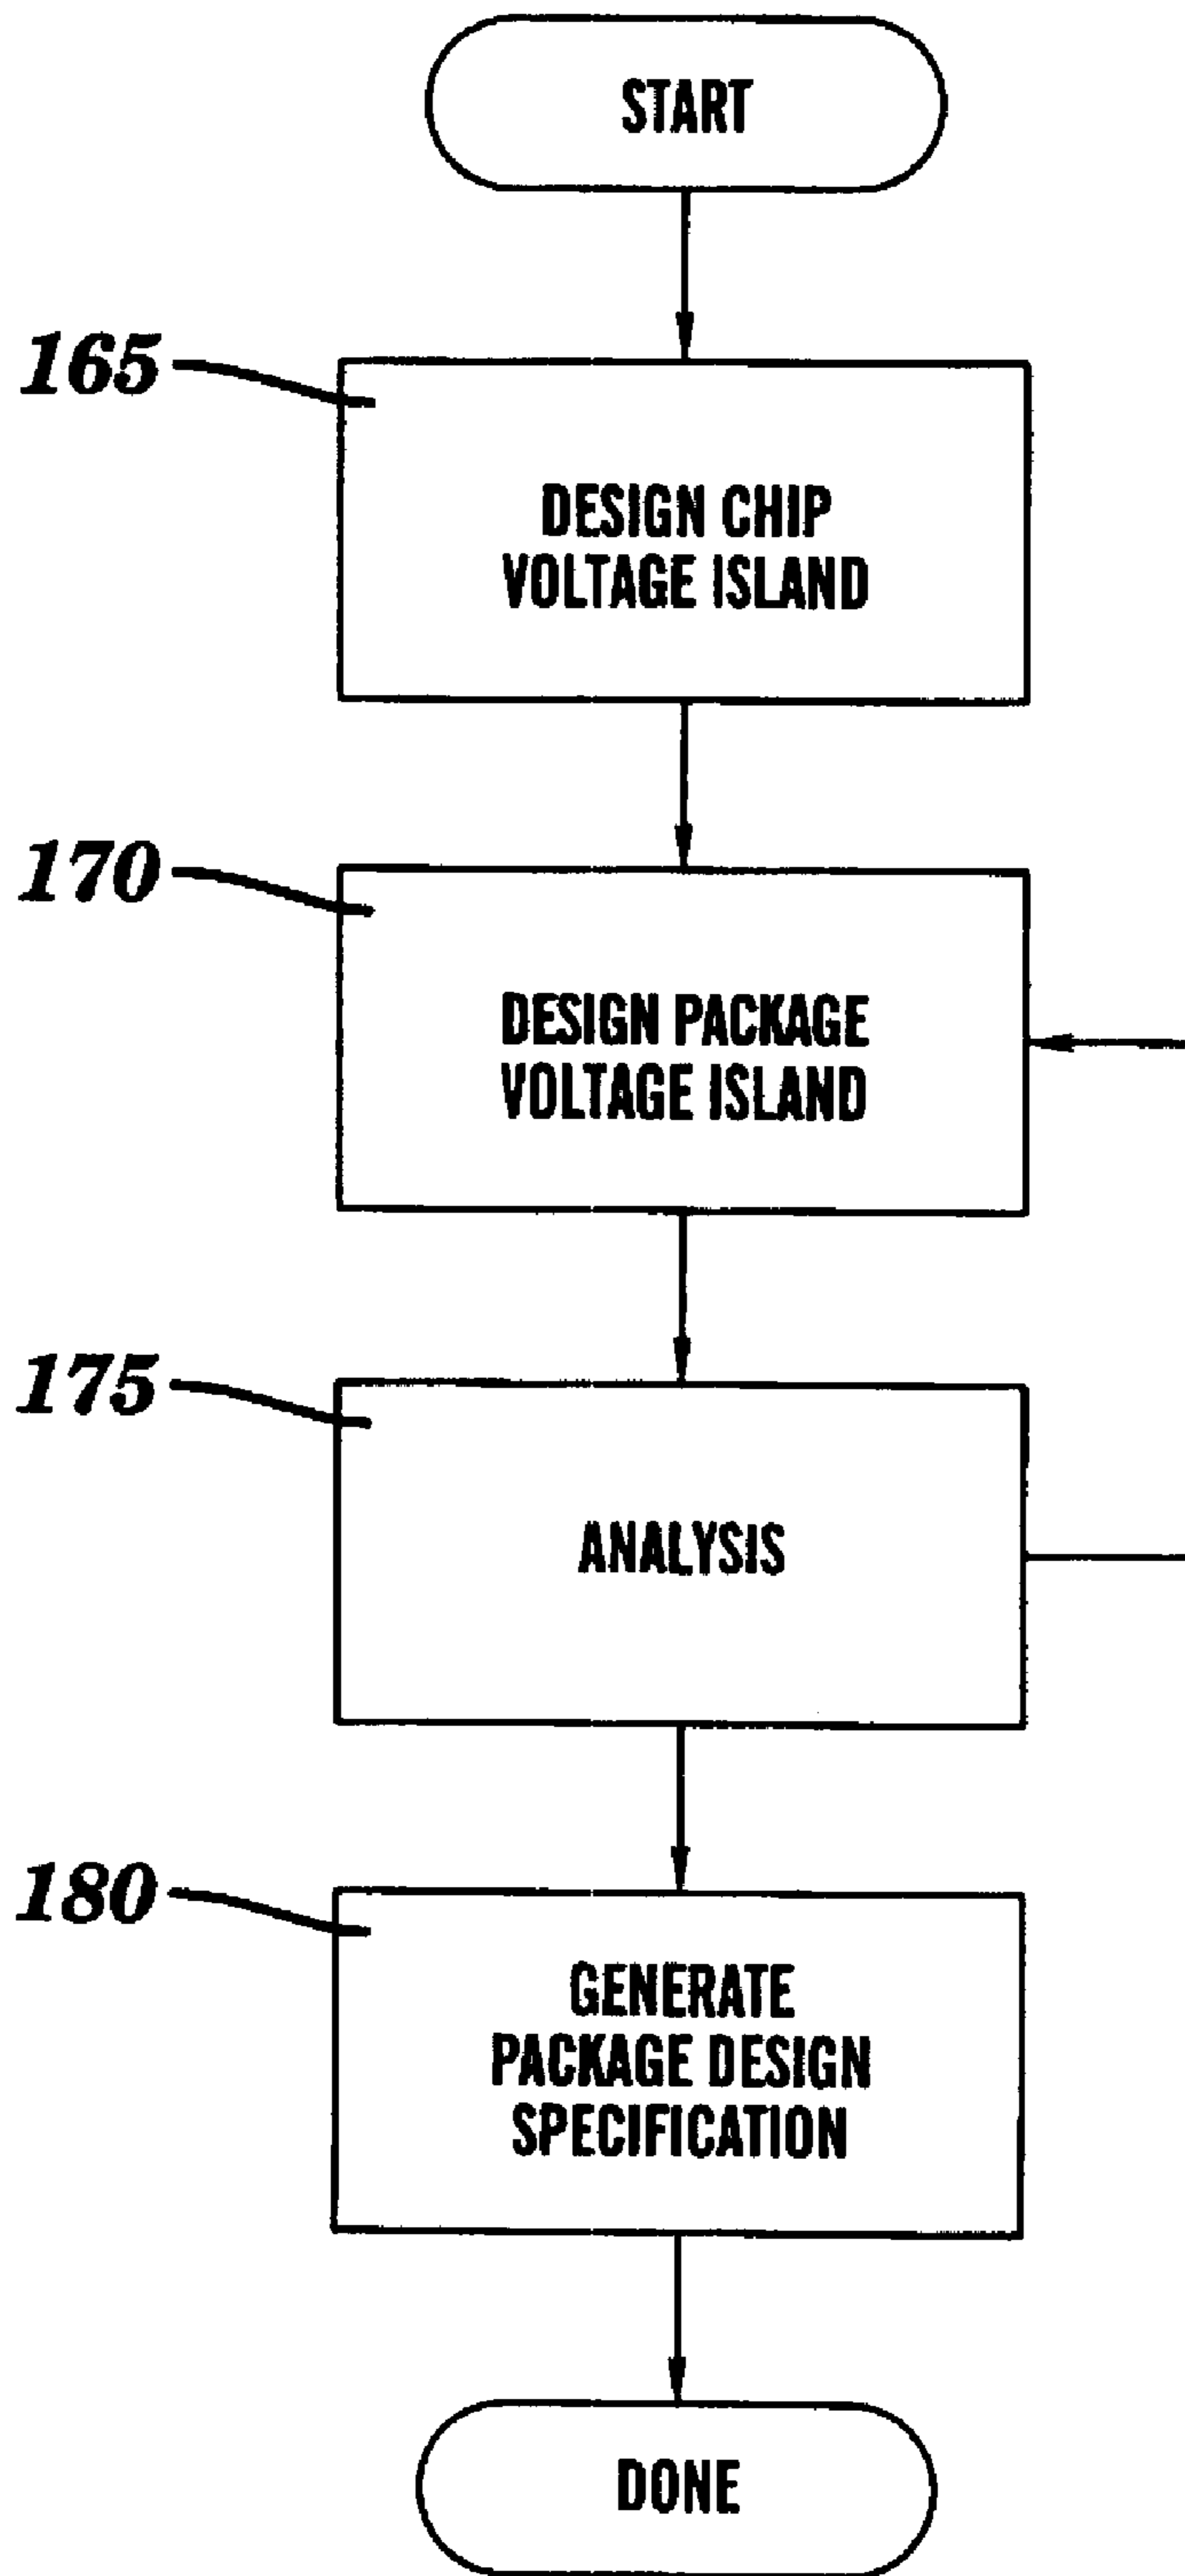 START
165
DESIGN CHIP
VOLTAGE ISLAND
170
DESIGN PACKAGE
VOLTAGE ISLAND
175
ANALYSIS
180
GENERATE
PACKAGE DESIGN
SPECIFICATION
DONE